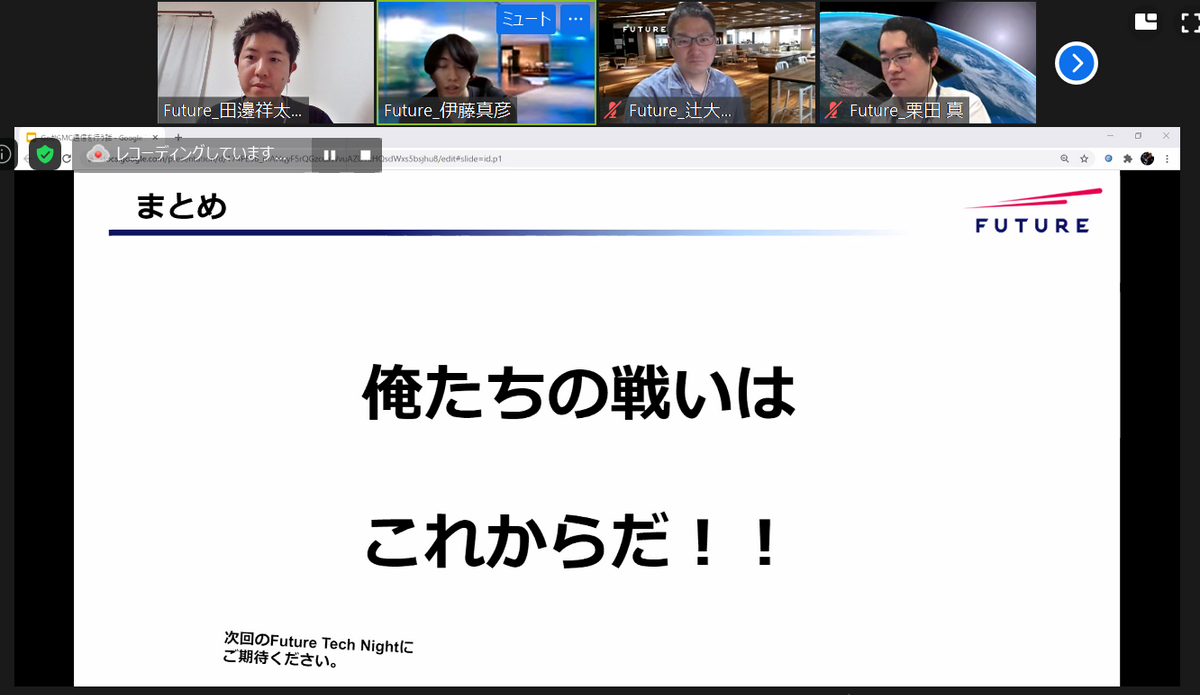 ミュート
FUTURE
Future_田邊祥太...
Future_伊藤真彦
Future_辻大...
Future_栗田 真
レコーディングしています...
まとめ
FUTURE
俺たちの戦いは
これからだ！！
次回のFuture Tech Nightに
ご期待ください。